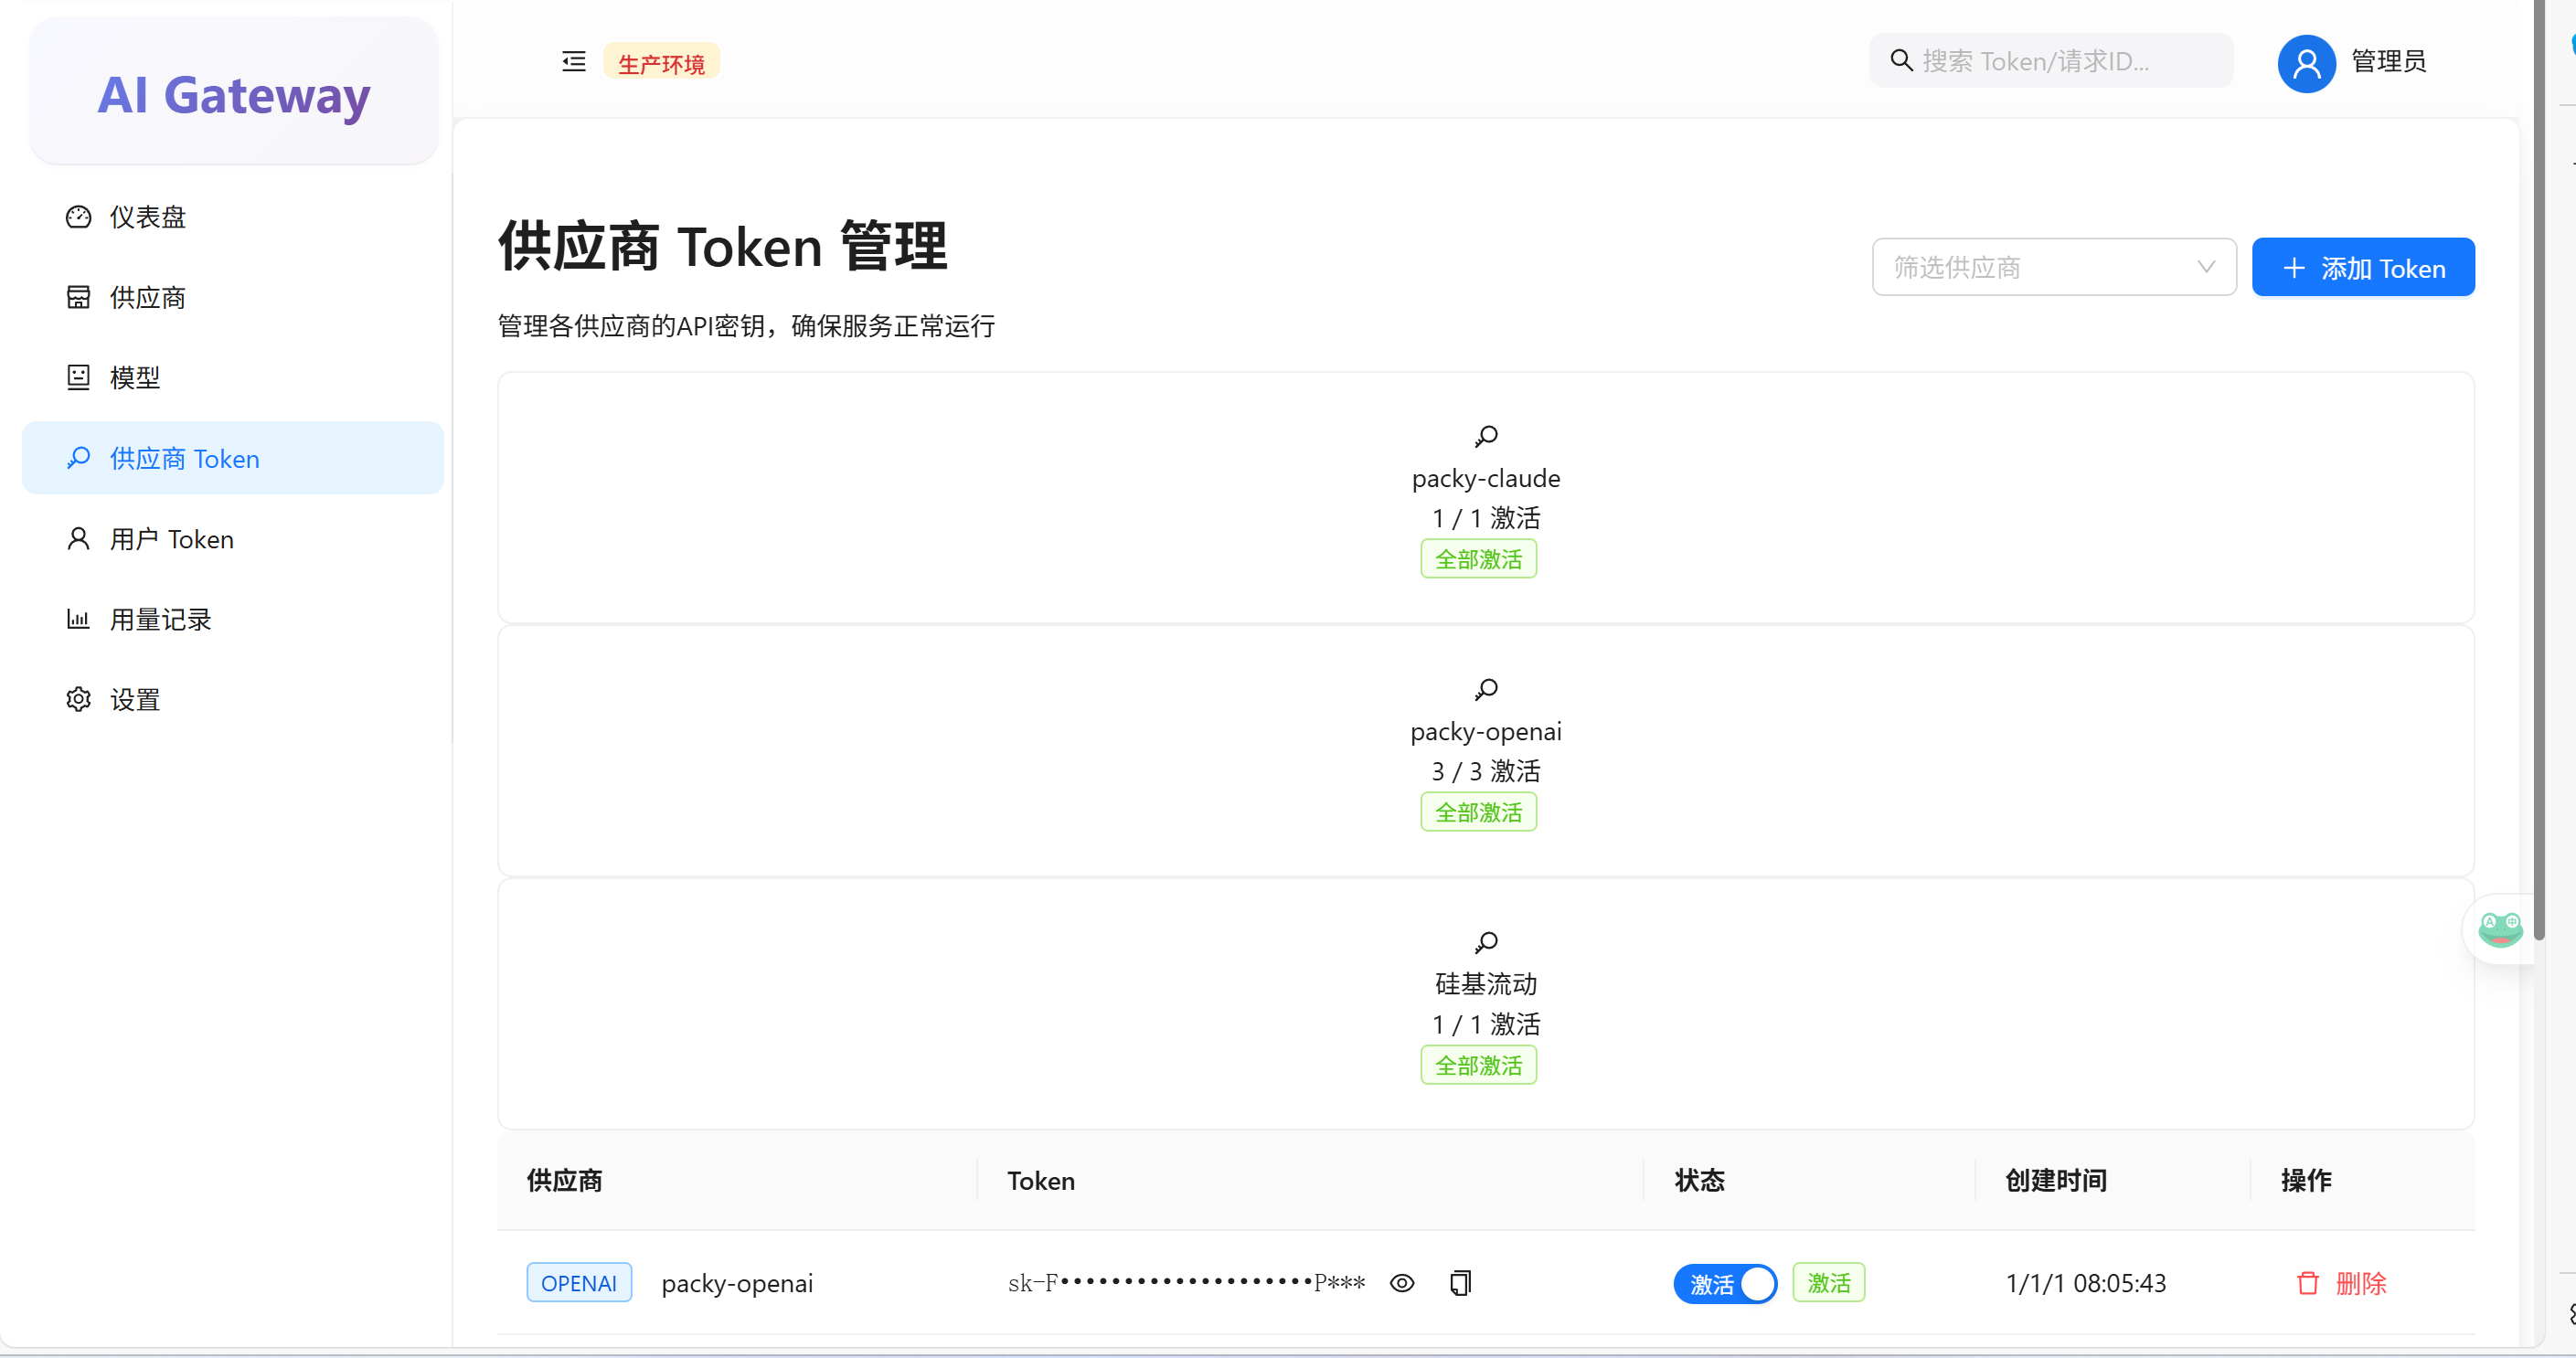 AI Gateway
生产环境
搜索 Token/请求ID...
管理员
仪表盘
供应商
模型
供应商 Token
用户 Token
用量记录
设置
供应商 Token 管理
管理各供应商的API密钥，确保服务正常运行
筛选供应商
添加 Token
packy-claude
1 / 1 激活
全部激活
packy-openai
3 / 3 激活
全部激活
硅基流动
1 / 1 激活
全部激活
供应商 Token 状态 创建时间 操作
OPENAI packy-openai sk-F••••••••••••••••••••P*** 激活 激活 1/1/1 08:05:43 删除